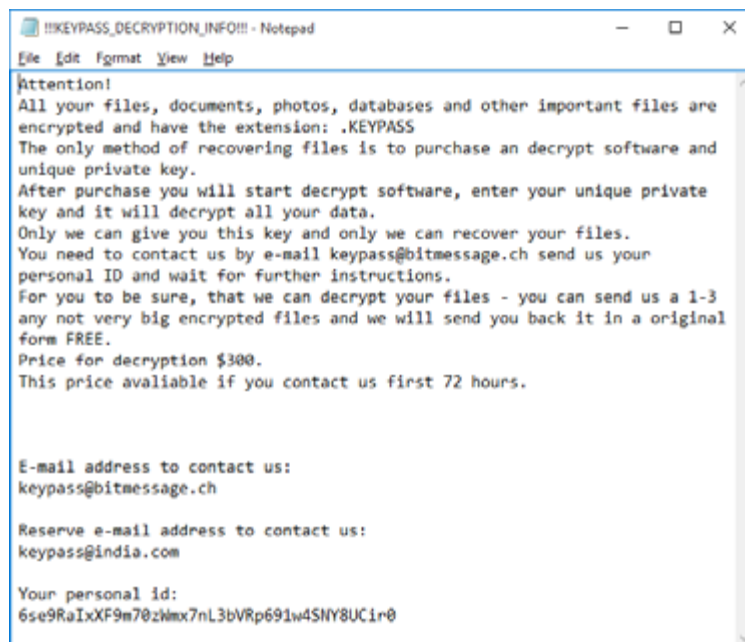 !!!KEYPASS_DECRYPTION_INFO!!! - Notepad
File Edit Format View Help
Attention!
All your files, documents, photos, databases and other important files are
encrypted and have the extension: .KEYPASS
The only method of recovering files is to purchase an decrypt software and
unique private key.
After purchase you will start decrypt software, enter your unique private
key and it will decrypt all your data.
Only we can give you this key and only we can recover your files.
You need to contact us by e-mail keypass@bitmessage.ch send us your
personal ID and wait for further instructions.
For you to be sure, that we can decrypt your files - you can send us a 1-3
any not very big encrypted files and we will send you back it in a original
form FREE.
Price for decryption $300.
This price avaliable if you contact us first 72 hours.
E-mail address to contact us:
keypass@bitmessage.ch
Reserve e-mail address to contact us:
keypass@india.com
Your personal id:
6se9RaIxXF9m70zWmx7nL3bVRp691w4SNY8UCir0